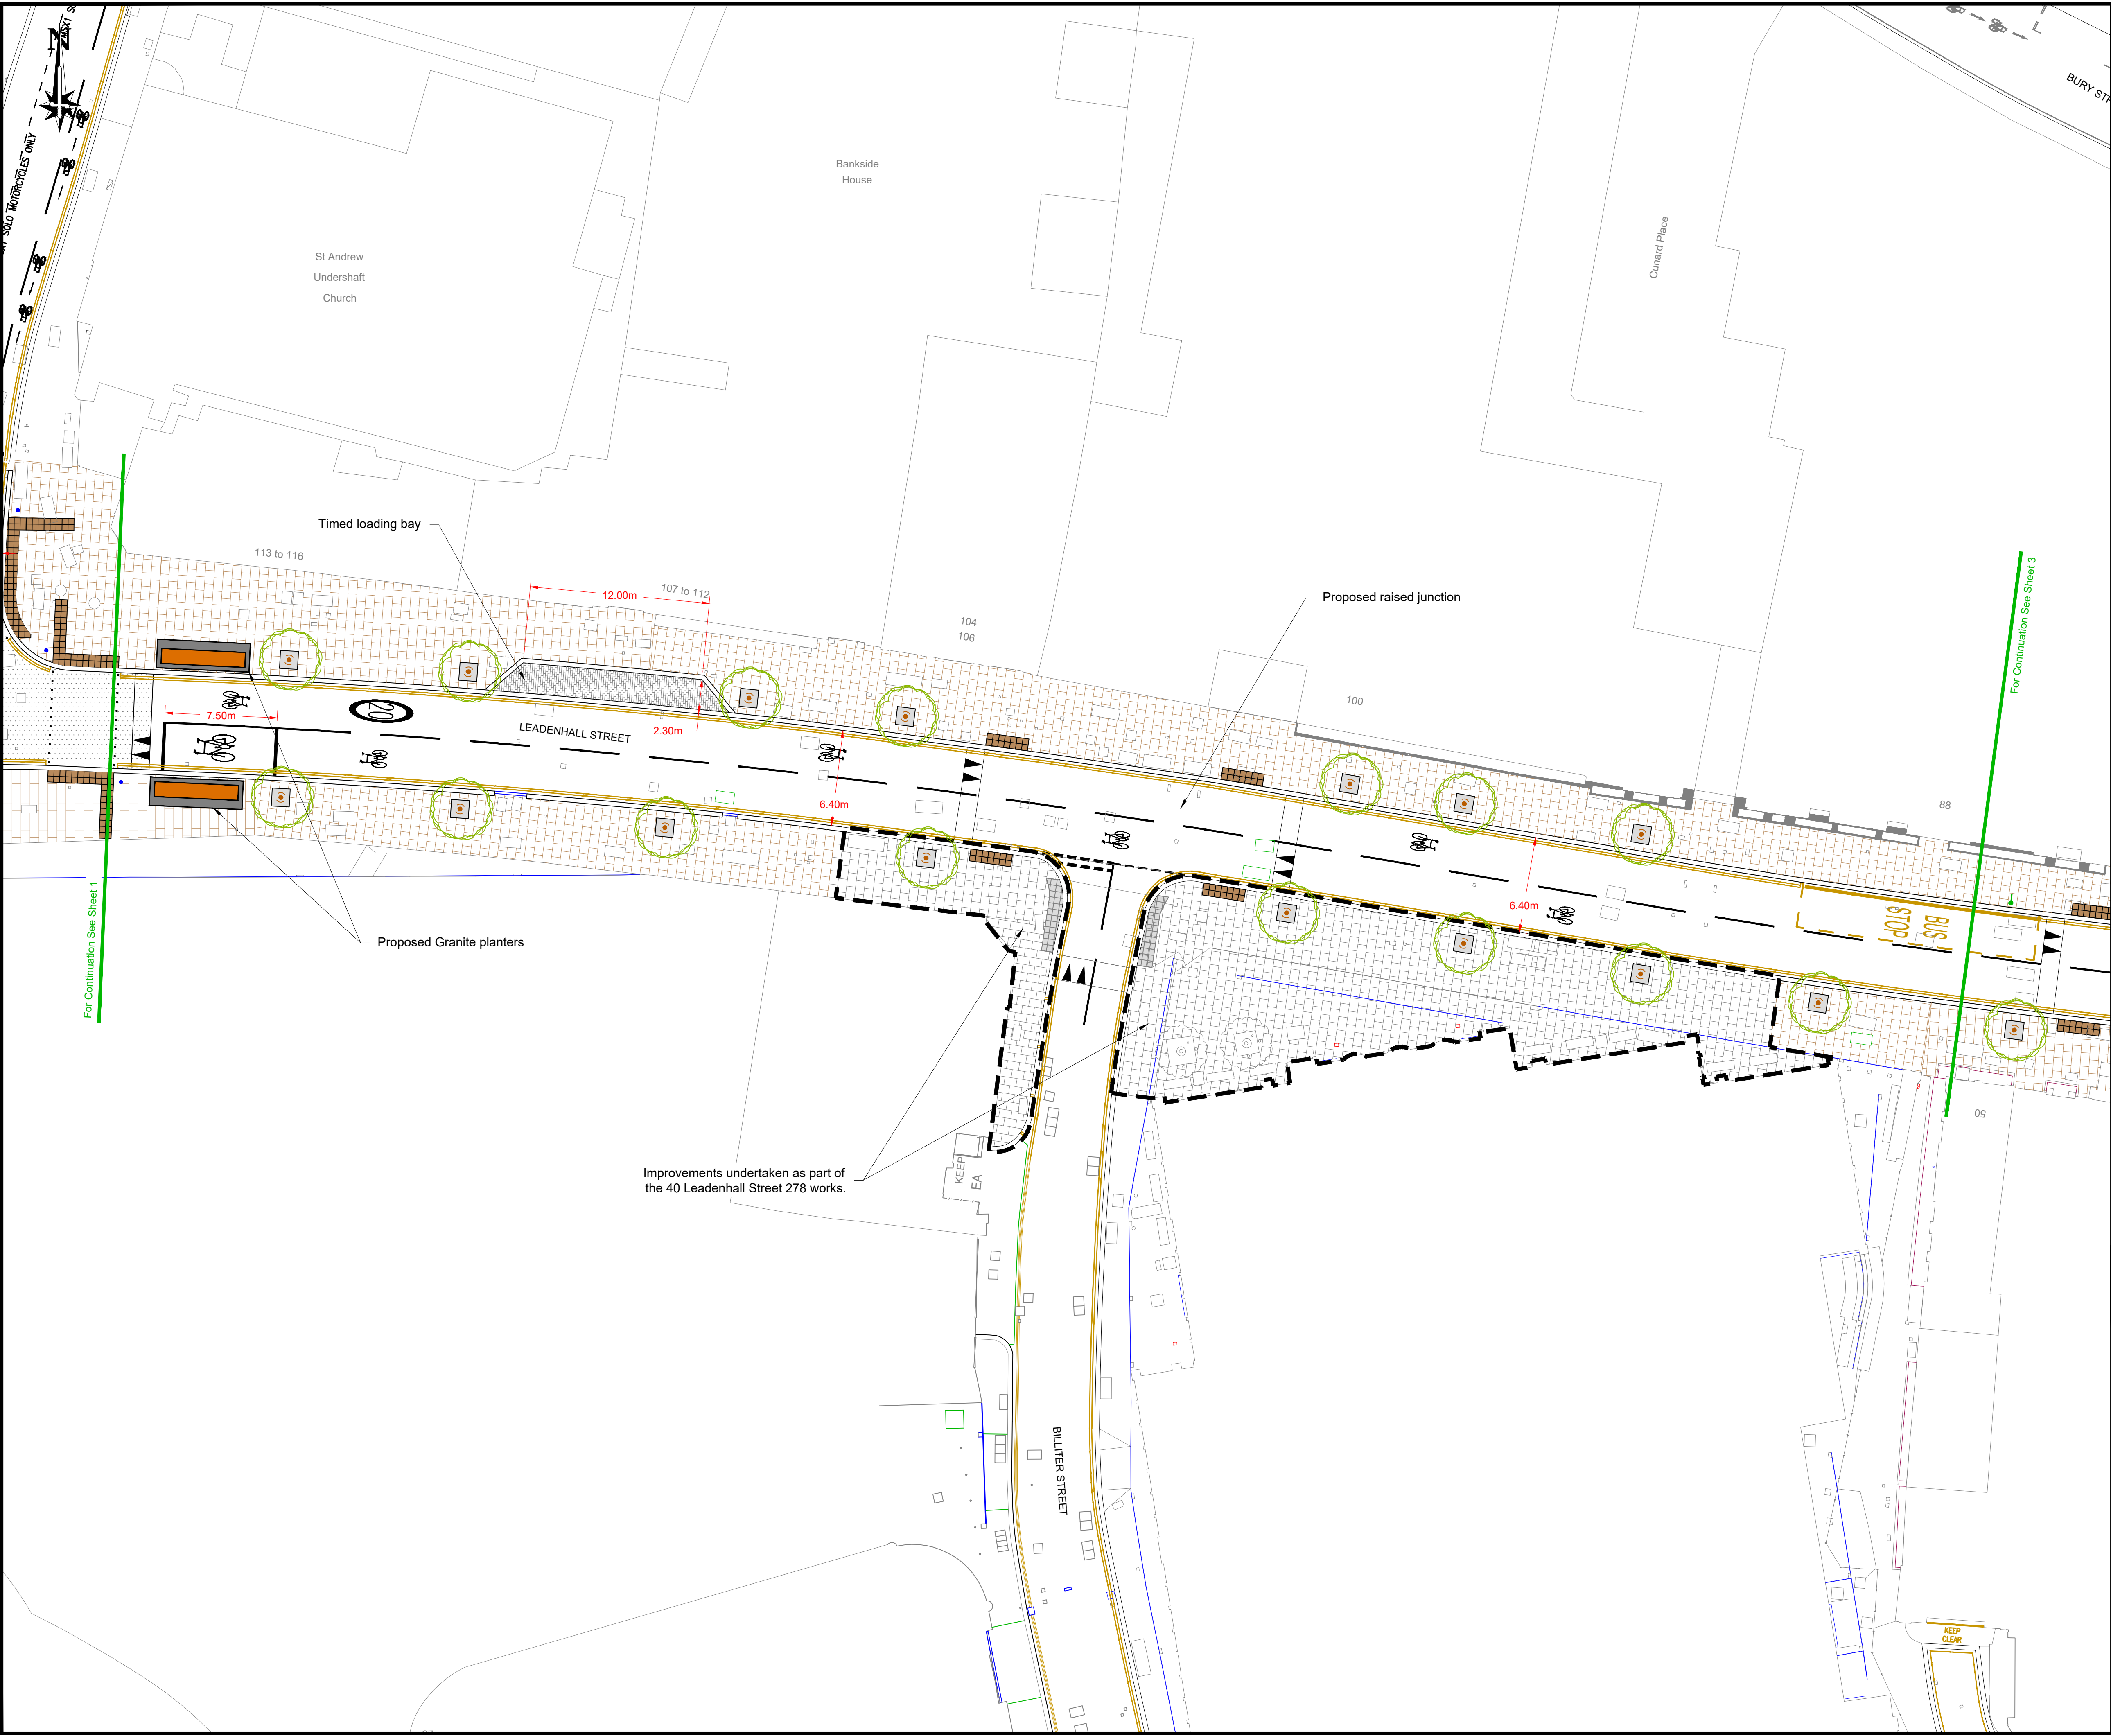 N
SOLO MOTORCYCLES ONLY
BURY
Bankside
House
Cunard Place
St Andrew
Undershaft
Church
Timed loading bay
113 to 116
12.00m
107 to 112
104
106
Proposed raised junction
For Continuation See Sheet 3
100
7.50m
20
LEADENHALL STREET
2.30m
6.40m
88
6.40m
BUS
STOP
For Continuation See Sheet 1
Proposed Granite planters
50
Improvements undertaken as part of
the 40 Leadenhall Street 278 works.
KEEP
EA
BILLITER STREET
KEEP
CLEAR